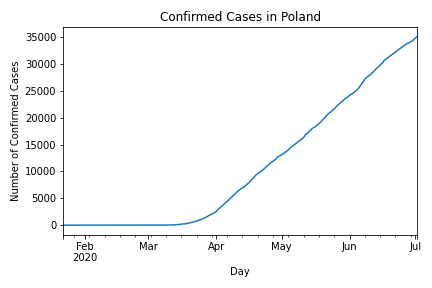 Confirmed Cases in Poland
35000
30000
25000
20000
15000
10000
5000
0
Number of Confirmed Cases
Feb Mar Apr May Jun Jul
2020
Day